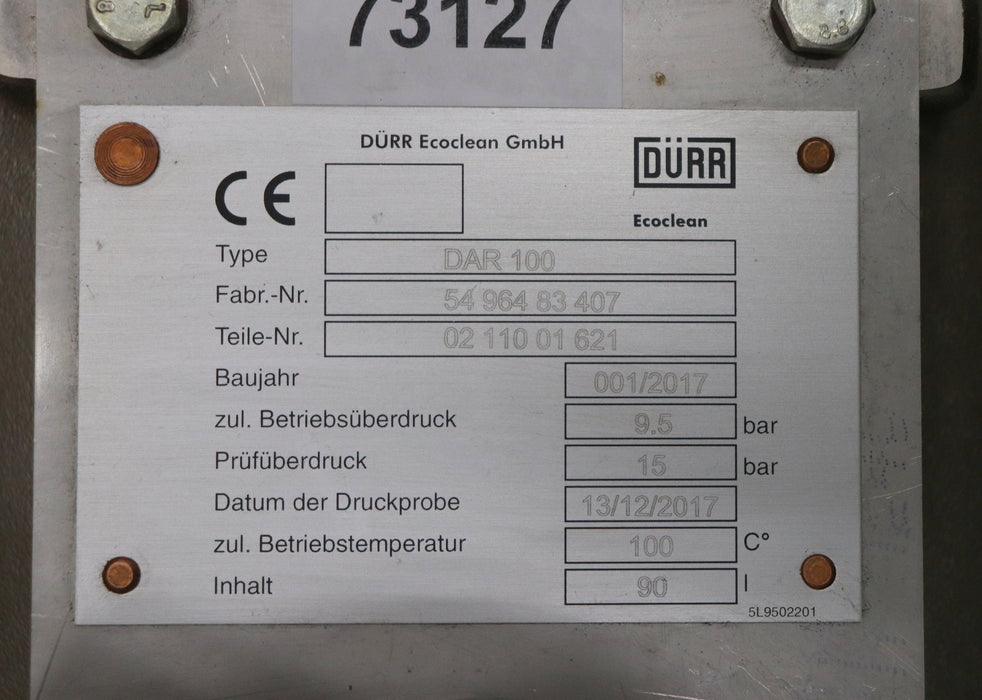 73127
DÜRR Ecoclean GmbH
DÜRR
Ecoclean
CE
Type DAR 100
Fabr.-Nr. 54 964 83 407
Teile-Nr. 02 110 01 621
Baujahr 001/2017
zul. Betriebsüberdruck 9.5 bar
Prüfüberdruck 15 bar
Datum der Druckprobe 13/12/2017
zul. Betriebstemperatur 100 C°
Inhalt 90 l
5L9502201